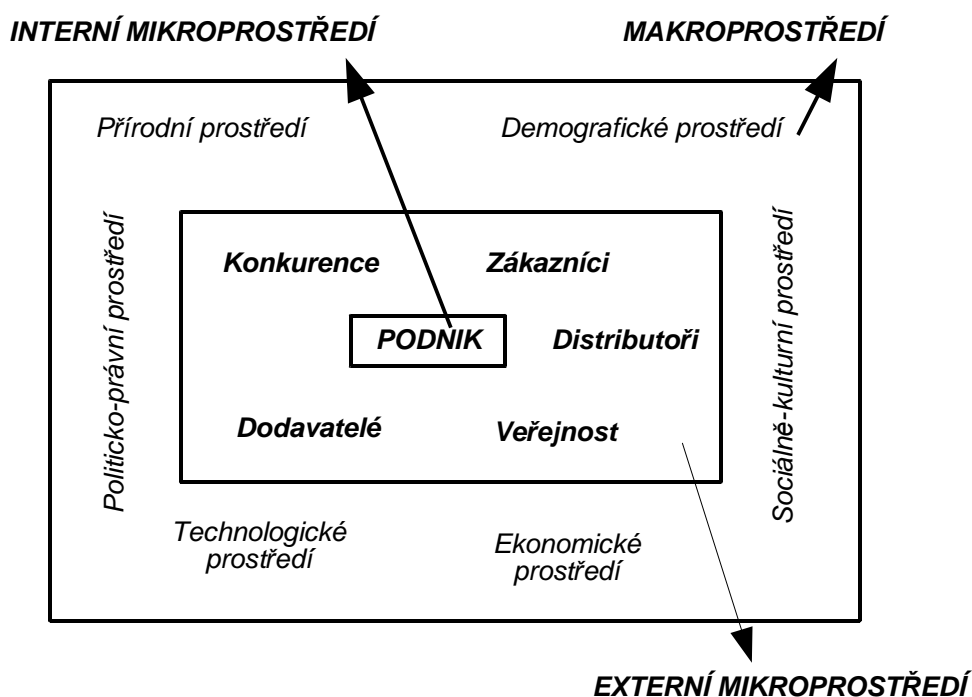 INTERNÍ MIKROPROSTŘEDÍ
MAKROPROSTŘEDÍ
Přírodní prostředí
Demografické prostředí
Politicko-právní prostředí
Sociálně-kulturní prostředí
Konkurence
Zákazníci
PODNIK
Distributoři
Dodavatelé
Veřejnost
Technologické
prostředí
Ekonomické
prostředí
EXTERNÍ MIKROPROSTŘEDÍ